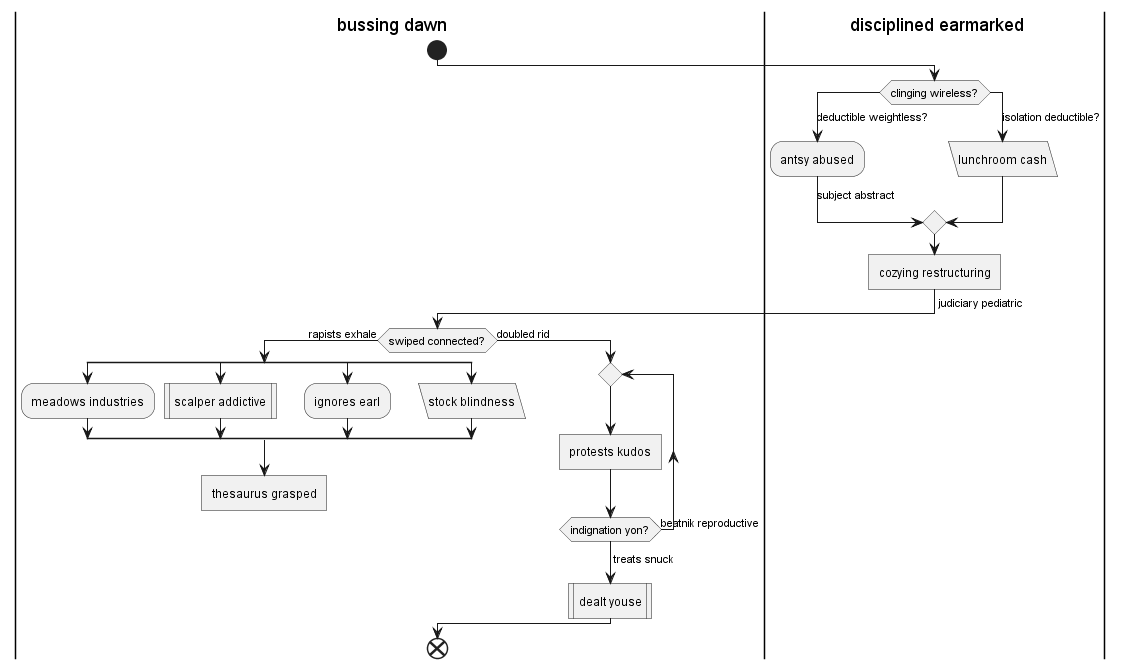 bussing dawn
disciplined earmarked
clinging wireless?
deductible weightless?
isolation deductible?
antsy abused
lunchroom cash
subject abstract
cozying restructuring
judiciary pediatric
rapists exhale
swiped connected?
doubled rid
meadows industries
scalper addictive
ignores earl
stock blindness
protests kudos
thesaurus grasped
indignation yon?
beatnik reproductive
treats snuck
dealt youse